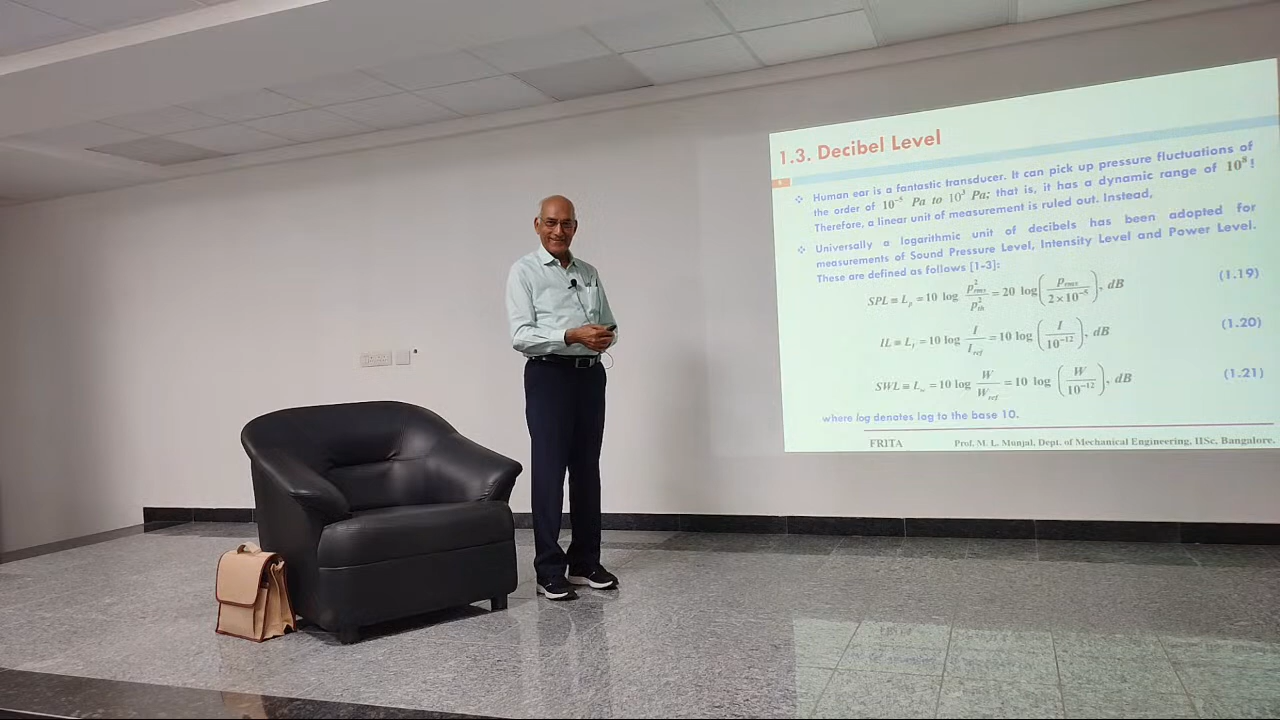 1.3. Decibel Level
❖ Human ear is a fantastic transducer. It can pick up pressure fluctuations of
the order of 10⁻⁵ Pa to 10³ Pa; that is, it has a dynamic range of 10⁸!
Therefore, a linear unit of measurement is ruled out. Instead,
❖ Universally a logarithmic unit of decibels has been adopted for
measurements of Sound Pressure Level, Intensity Level and Power Level.
These are defined as follows [1-3]:
SPL ≡ Lₚ = 10 log p²rms/p²th = 20 log(prms/2×10⁻⁵), dB (1.19)
IL ≡ L_I = 10 log I/Iref = 10 log(I/10⁻¹²), dB (1.20)
SWL ≡ Lw = 10 log W/Wref = 10 log(W/10⁻¹²), dB (1.21)
where log denates log to the base 10.
FRITA Prof. M. L. Munjal, Dept. of Mechanical Engineering, IISc, Bangalore.